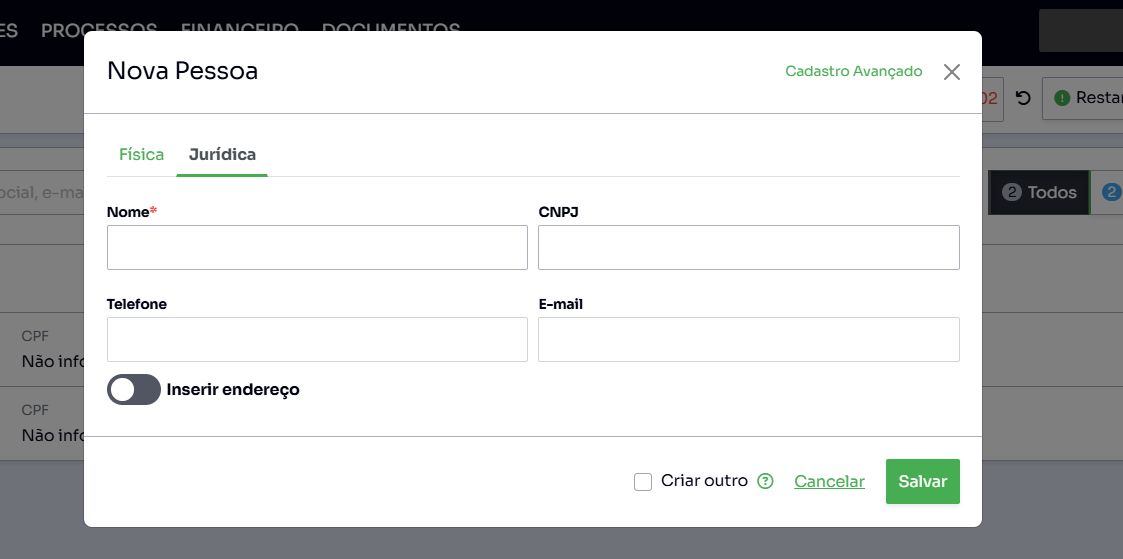 ES PROCESSOS FINANCEIRO DOCUMENTOS
Nova Pessoa
Cadastro Avançado
02
Restar
Física
Jurídica
ocial, e-ma
2 Todos
2
Nome*
CNPJ
Telefone
E-mail
CPF
Não info
Inserir endereço
CPF
Não info
Criar outro
Cancelar
Salvar